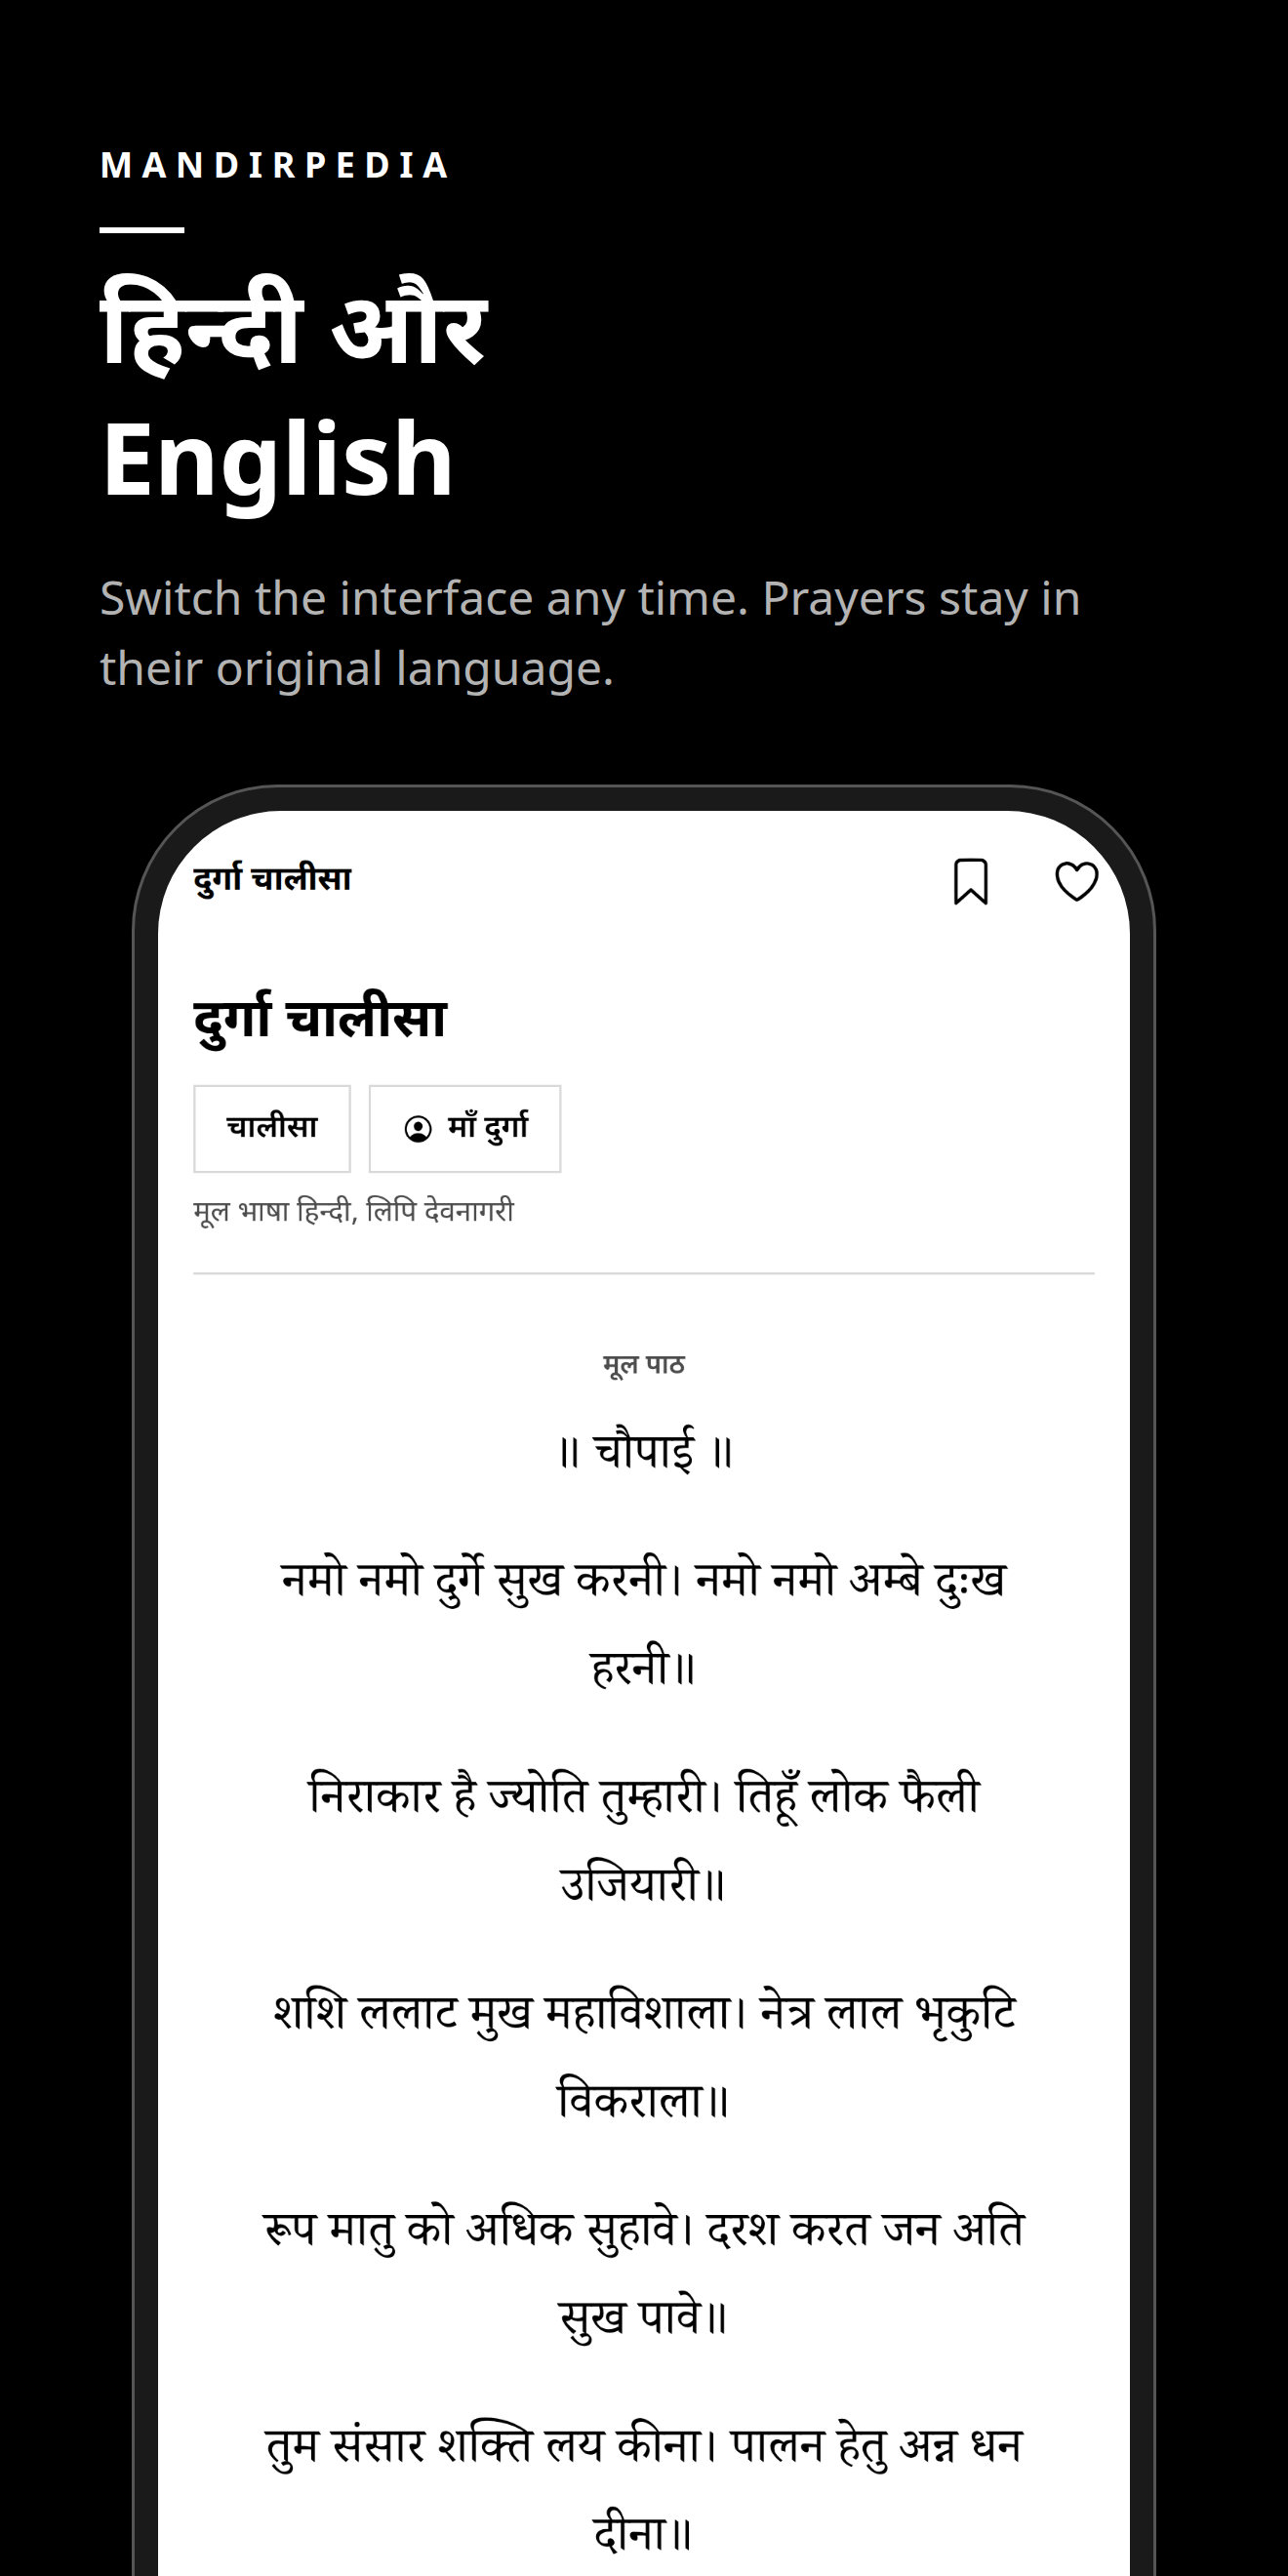 MANDIRPEDIA
हिन्दी और
English
Switch the interface any time. Prayers stay in
their original language.
दुर्गा चालीसा
दुर्गा चालीसा
चालीसा
माँ दुर्गा
मूल भाषा हिन्दी, लिपि देवनागरी
मूल पाठ
॥ चौपाई ॥
नमो नमो दुर्गे सुख करनी। नमो नमो अम्बे दुःख
हरनी॥
निराकार है ज्योति तुम्हारी। तिहूँ लोक फैली
उजियारी॥
शशि ललाट मुख महाविशाला। नेत्र लाल भृकुटि
विकराला॥
रूप मातु को अधिक सुहावे। दरश करत जन अति
सुख पावे॥
तुम संसार शक्ति लय कीना। पालन हेतु अन्न धन
दीना॥